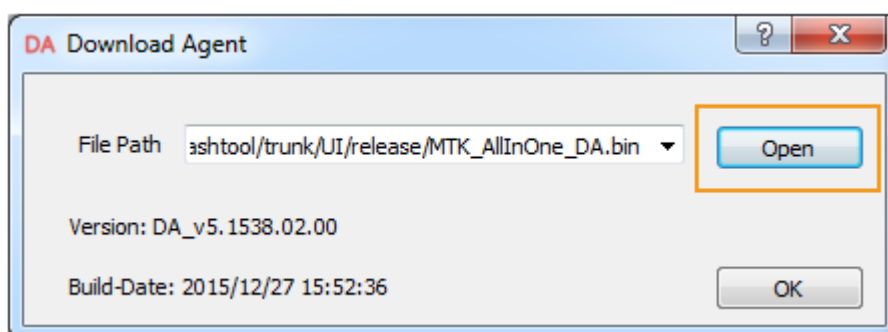 DA Download Agent
File Path ashtool/trunk/UI/release/MTK_AllInOne_DA.bin Open
Version: DA_v5.1538.02.00
Build-Date: 2015/12/27 15:52:36 OK